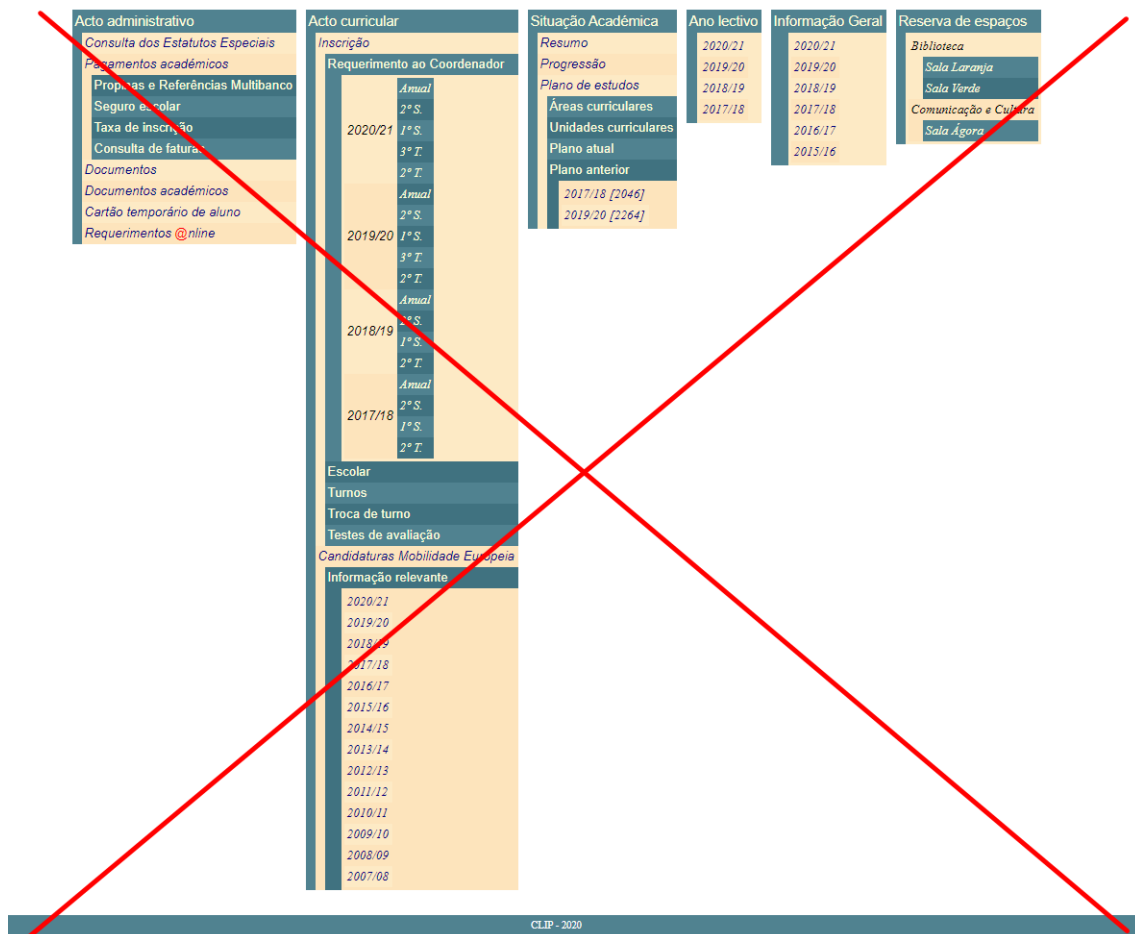 Acto administrativo
Consulta dos Estatutos Especiais
Pagamentos académicos
Propinas e Referências Multibanco
Seguro escolar
Taxa de inscrição
Consulta de faturas
Documentos
Documentos académicos
Cartão temporário de aluno
Requerimentos @nline
Acto curricular
Inscrição
Requerimento ao Coordenador
2020/21
Anual
2º S.
1º S.
3º T.
2º T.
2019/20
Anual
2º S.
1º S.
3º T.
2º T.
2018/19
Anual
2º S.
1º S.
2º T.
2017/18
Anual
2º S.
1º S.
2º T.
Escolar
Turnos
Troca de turno
Testes de avaliação
Candidaturas Mobilidade Europeia
Informação relevante
2020/21
2019/20
2018/19
2017/18
2016/17
2015/16
2014/15
2013/14
2012/13
2011/12
2010/11
2009/10
2008/09
2007/08
Situação Académica
Resumo
Progressão
Plano de estudos
Áreas curriculares
Unidades curriculares
Plano atual
Plano anterior
2017/18 [2046]
2019/20 [2264]
Ano lectivo
2020/21
2019/20
2018/19
2017/18
Informação Geral
2020/21
2019/20
2018/19
2017/18
2016/17
2015/16
Reserva de espaços
Biblioteca
Sala Laranja
Sala Verde
Comunicação e Cultura
Sala Ágora
CLIP - 2020